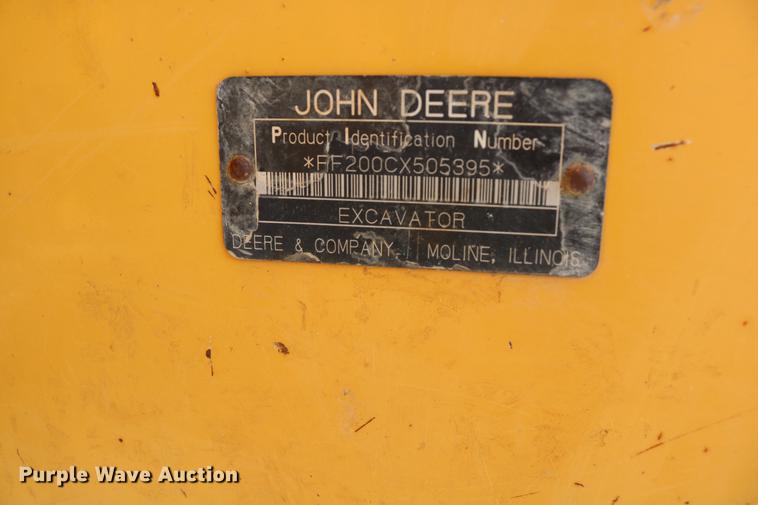 JOHN DEERE
Product Identification Number
*FF200CX505395*
EXCAVATOR
DEERE & COMPANY MOLINE, ILLINOIS
Purple Wave Auction